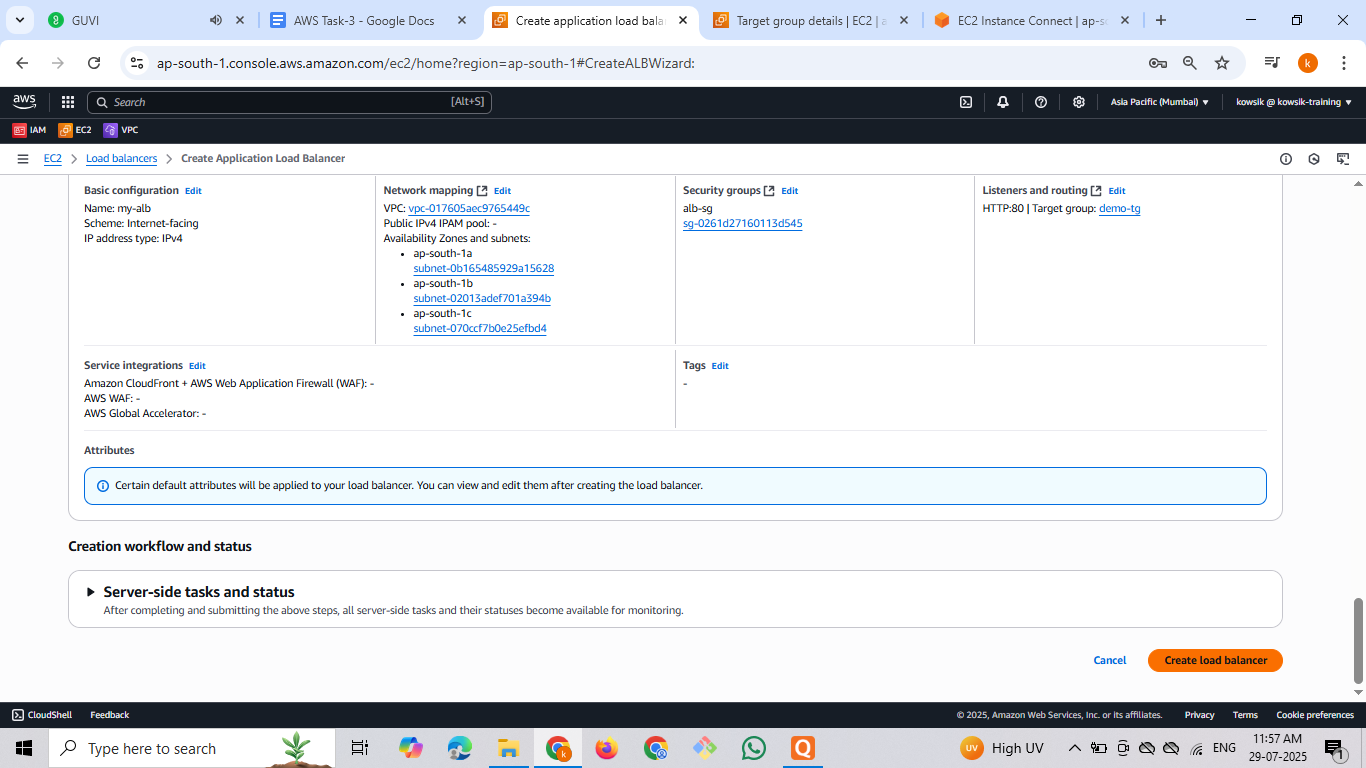 GUVI
AWS Task-3 - Google Docs
Create application load bala
Target group details | EC2 | a
EC2 Instance Connect | ap-s
ap-south-1.console.aws.amazon.com/ec2/home?region=ap-south-1#CreateALBWizard:
k
aws
Search
[Alt+S]
Asia Pacific (Mumbai)
kowsik @ kowsik-training
IAM
EC2
VPC
EC2 > Load balancers > Create Application Load Balancer
Basic configuration Edit
Name: my-alb
Scheme: Internet-facing
IP address type: IPv4
Network mapping Edit
VPC: vpc-017605aec9765449c
Public IPv4 IPAM pool: -
Availability Zones and subnets:
• ap-south-1a
subnet-0b165485929a15628
• ap-south-1b
subnet-02013adef701a394b
• ap-south-1c
subnet-070ccf7b0e25efbd4
Security groups Edit
alb-sg
sg-0261d27160113d545
Listeners and routing Edit
HTTP:80 | Target group: demo-tg
Service integrations Edit
Amazon CloudFront + AWS Web Application Firewall (WAF): -
AWS WAF: -
AWS Global Accelerator: -
Tags Edit
-
Attributes
Certain default attributes will be applied to your load balancer. You can view and edit them after creating the load balancer.
Creation workflow and status
Server-side tasks and status
After completing and submitting the above steps, all server-side tasks and their statuses become available for monitoring.
Cancel
Create load balancer
CloudShell
Feedback
© 2025, Amazon Web Services, Inc. or its affiliates.
Privacy
Terms
Cookie preferences
Type here to search
k
Q
UV
High UV
ENG
11:57 AM
29-07-2025
1